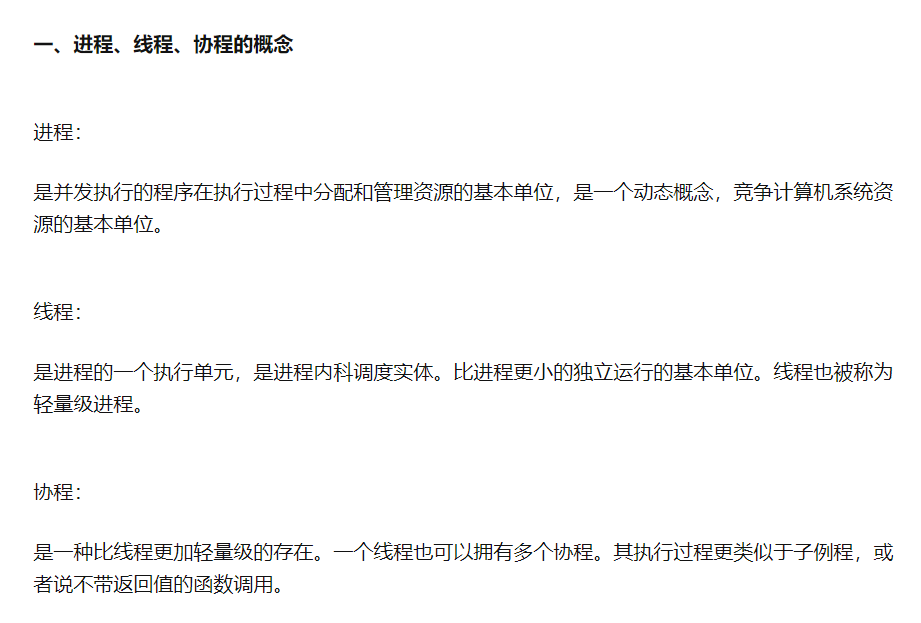 一、进程、线程、协程的概念
进程：
是并发执行的程序在执行过程中分配和管理资源的基本单位，是一个动态概念，竞争计算机系统资
源的基本单位。
线程：
是进程的一个执行单元，是进程内科调度实体。比进程更小的独立运行的基本单位。线程也被称为
轻量级进程。
协程：
是一种比线程更加轻量级的存在。一个线程也可以拥有多个协程。其执行过程更类似于子例程，或
者说不带返回值的函数调用。